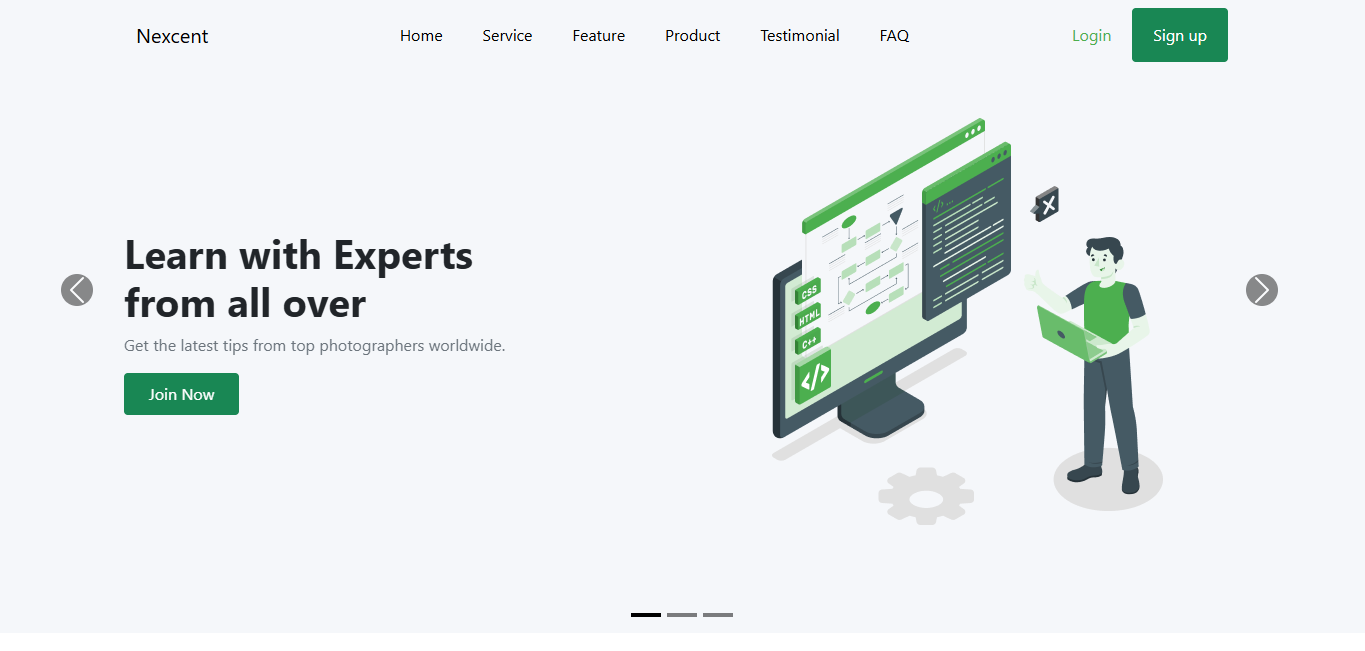 Nexcent
Home
Service
Feature
Product
Testimonial
FAQ
Login
Sign up
Learn with Experts
from all over
Get the latest tips from top photographers worldwide.
Join Now
CSS
HTML
C++
</>
</> ...
X